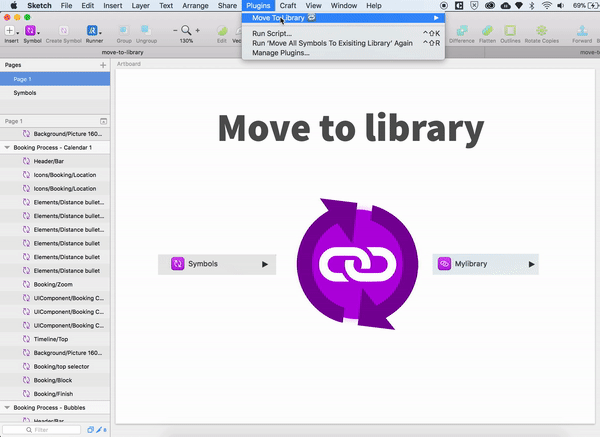 Sketch File Edit Insert Type Arrange Share Plugins Craft View Window Help 69%
Move To Library
Run Script... ^⇧K
Run 'Move All Symbols To Exisiting Library' Again ^⇧R
Manage Plugins...
Insert Symbol Create Symbol Runner 130% Group Ungroup Edit Difference Flatten Outlines Rotate Copies Forward
move-to-library
Pages
Page 1
Symbols
Page 1
Background/Picture 160...
Booking Process - Calendar 1
Header/Bar
Icons/Booking/Location
Icons/Booking/Location
Elements/Distance bullet...
Elements/Distance bullet...
Elements/Distance bullet...
Elements/Distance bullet
Elements/Distance bullet
Elements/Distance bullet
Booking/Zoom
UIComponent/Booking C...
UIComponent/Booking C...
UIComponent/Booking C...
Timeline/Top
Background/Picture 160...
Booking/top selector
Booking/Block
Booking/Finish
Booking Process - Bubbles
Header/Bar
Filter
Artboard
Move to library
Symbols
Mylibrary